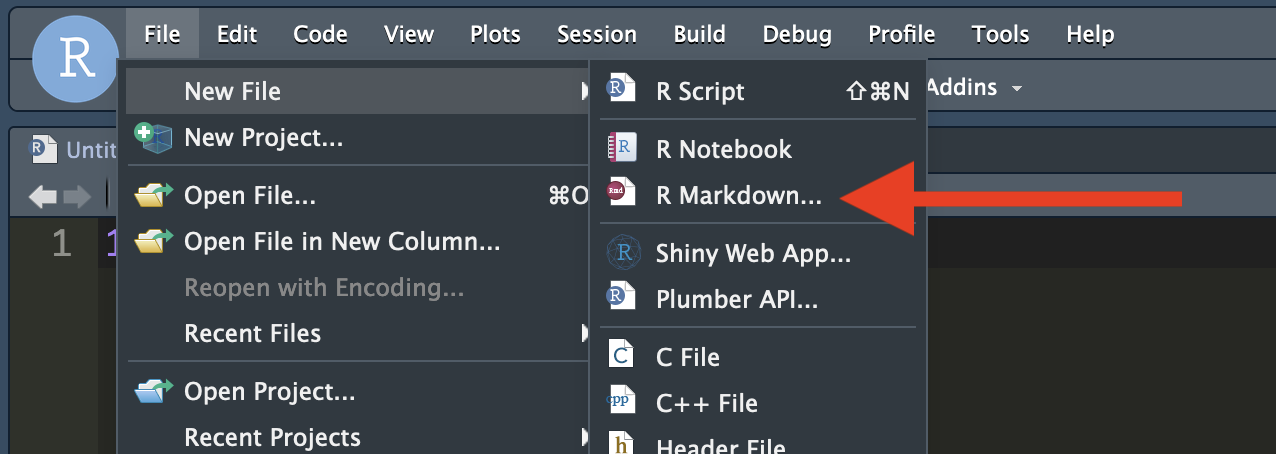 R
File Edit Code View Plots Session Build Debug Profile Tools Help
New File
New Project...
Open File... ⌘O
Open File in New Column...
Reopen with Encoding...
Recent Files
Open Project...
Recent Projects
R Script ⇧⌘N
R Notebook
R Markdown...
Shiny Web App...
Plumber API...
C File
C++ File
Header File
Addins
1